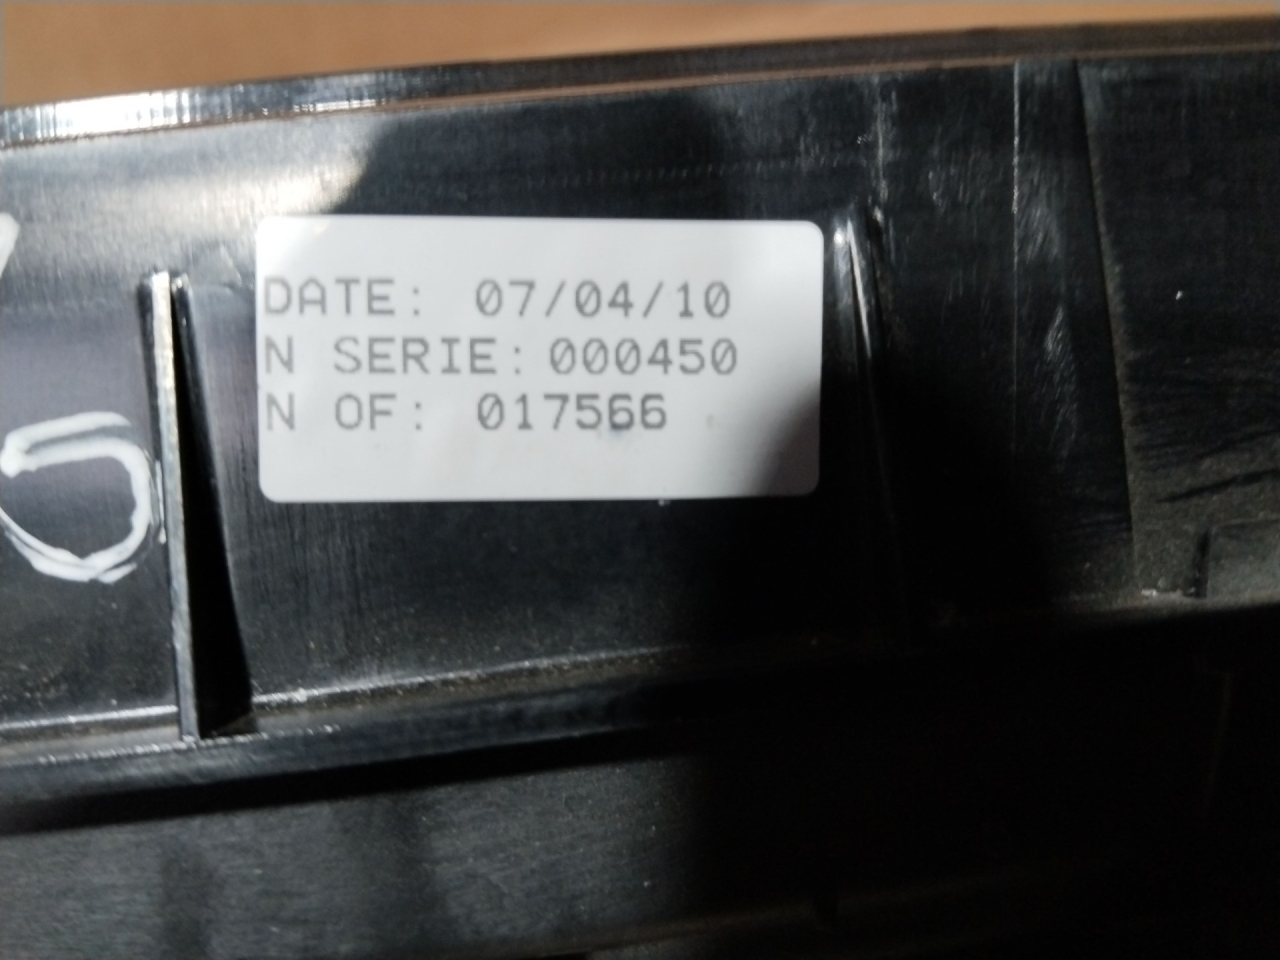 DATE: 07/04/10
N SERIE: 000450
N OF: 017566